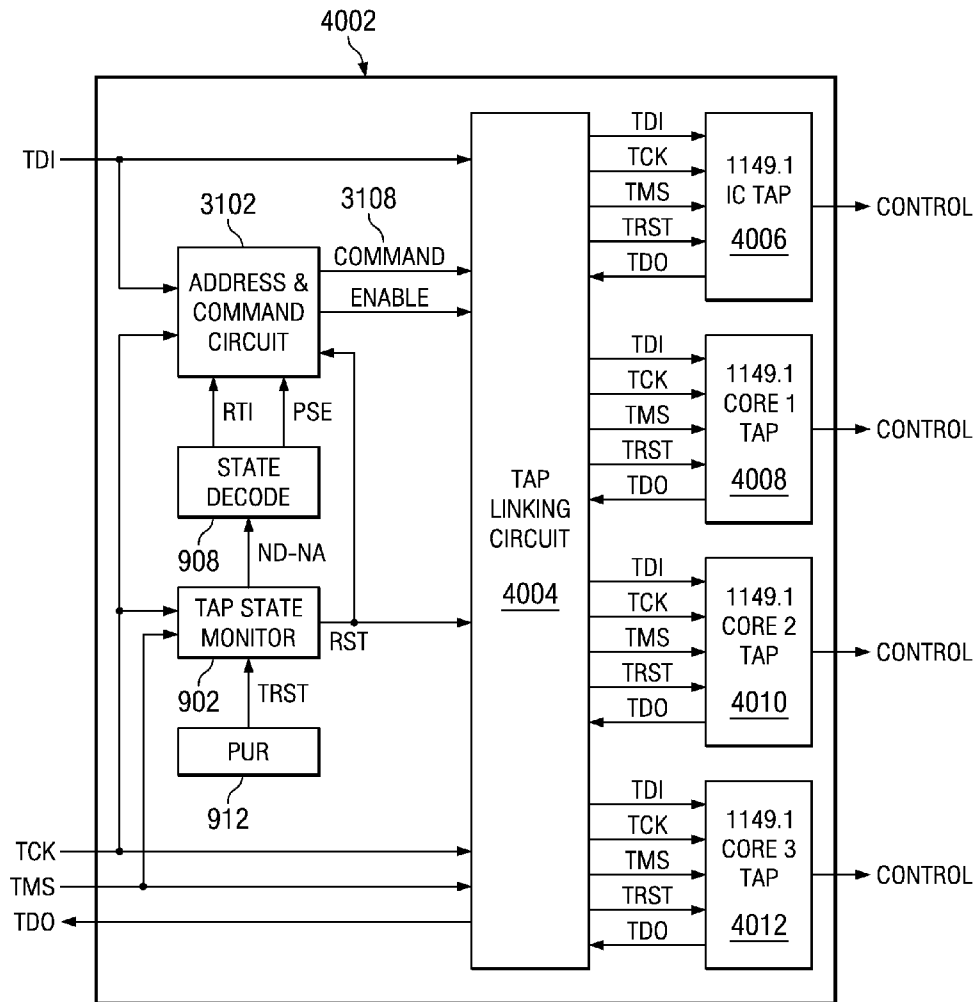 4002
TDI
3102
ADDRESS &
COMMAND
CIRCUIT
3108
COMMAND
ENABLE
RTI
PSE
STATE
DECODE
908
ND-NA
TAP STATE
MONITOR
RST
902
TRST
PUR
912
TCK
TMS
TDO
TAP
LINKING
CIRCUIT
4004
TDI
TCK
TMS
TRST
TDO
1149.1
IC TAP
4006
CONTROL
TDI
TCK
TMS
TRST
TDO
1149.1
CORE 1
TAP
4008
CONTROL
TDI
TCK
TMS
TRST
TDO
1149.1
CORE 2
TAP
4010
CONTROL
TDI
TCK
TMS
TRST
TDO
1149.1
CORE 3
TAP
4012
CONTROL